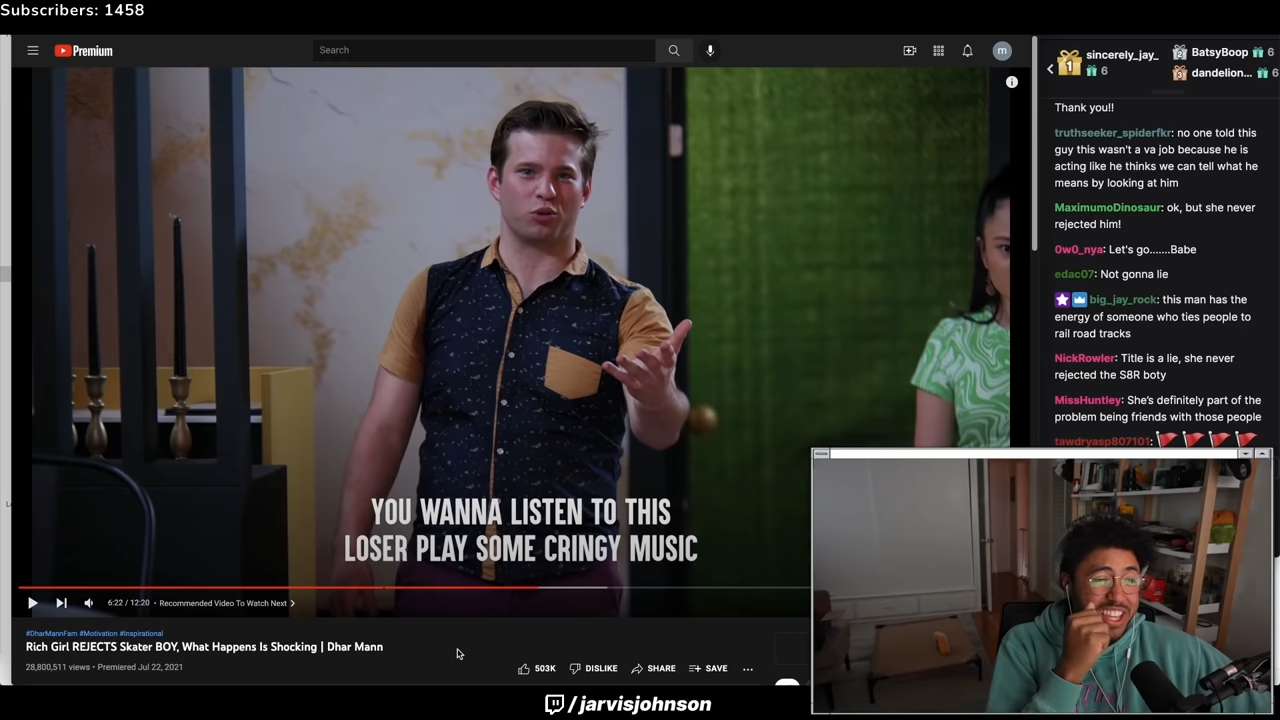 Subscribers: 1458
Premium
Search
m
1
sincerely_jay_
6
BatsyBoop 6
dandelion... 6
Thank you!!
truthseeker_spiderfkr: no one told this
guy this wasn't a va job because he is
acting like he thinks we can tell what he
means by looking at him
MaximumoDinosaur: ok, but she never
rejected him!
0w0_nya: Let's go.......Babe
edac07: Not gonna lie
big_jay_rock: this man has the
energy of someone who ties people to
rail road tracks
NickRowler: Title is a lie, she never
rejected the S8R boty
MissHuntley: She's definitely part of the
problem being friends with those people
tawdryasp807101:
YOU WANNA LISTEN TO THIS
LOSER PLAY SOME CRINGY MUSIC
6:22 / 12:20 • Recommended Video To Watch Next
#DharMannFam #Motivation #Inspirational
Rich Girl REJECTS Skater BOY, What Happens Is Shocking | Dhar Mann
28,800,511 views • Premiered Jul 22, 2021
503K
DISLIKE
SHARE
SAVE
/jarvisjohnson